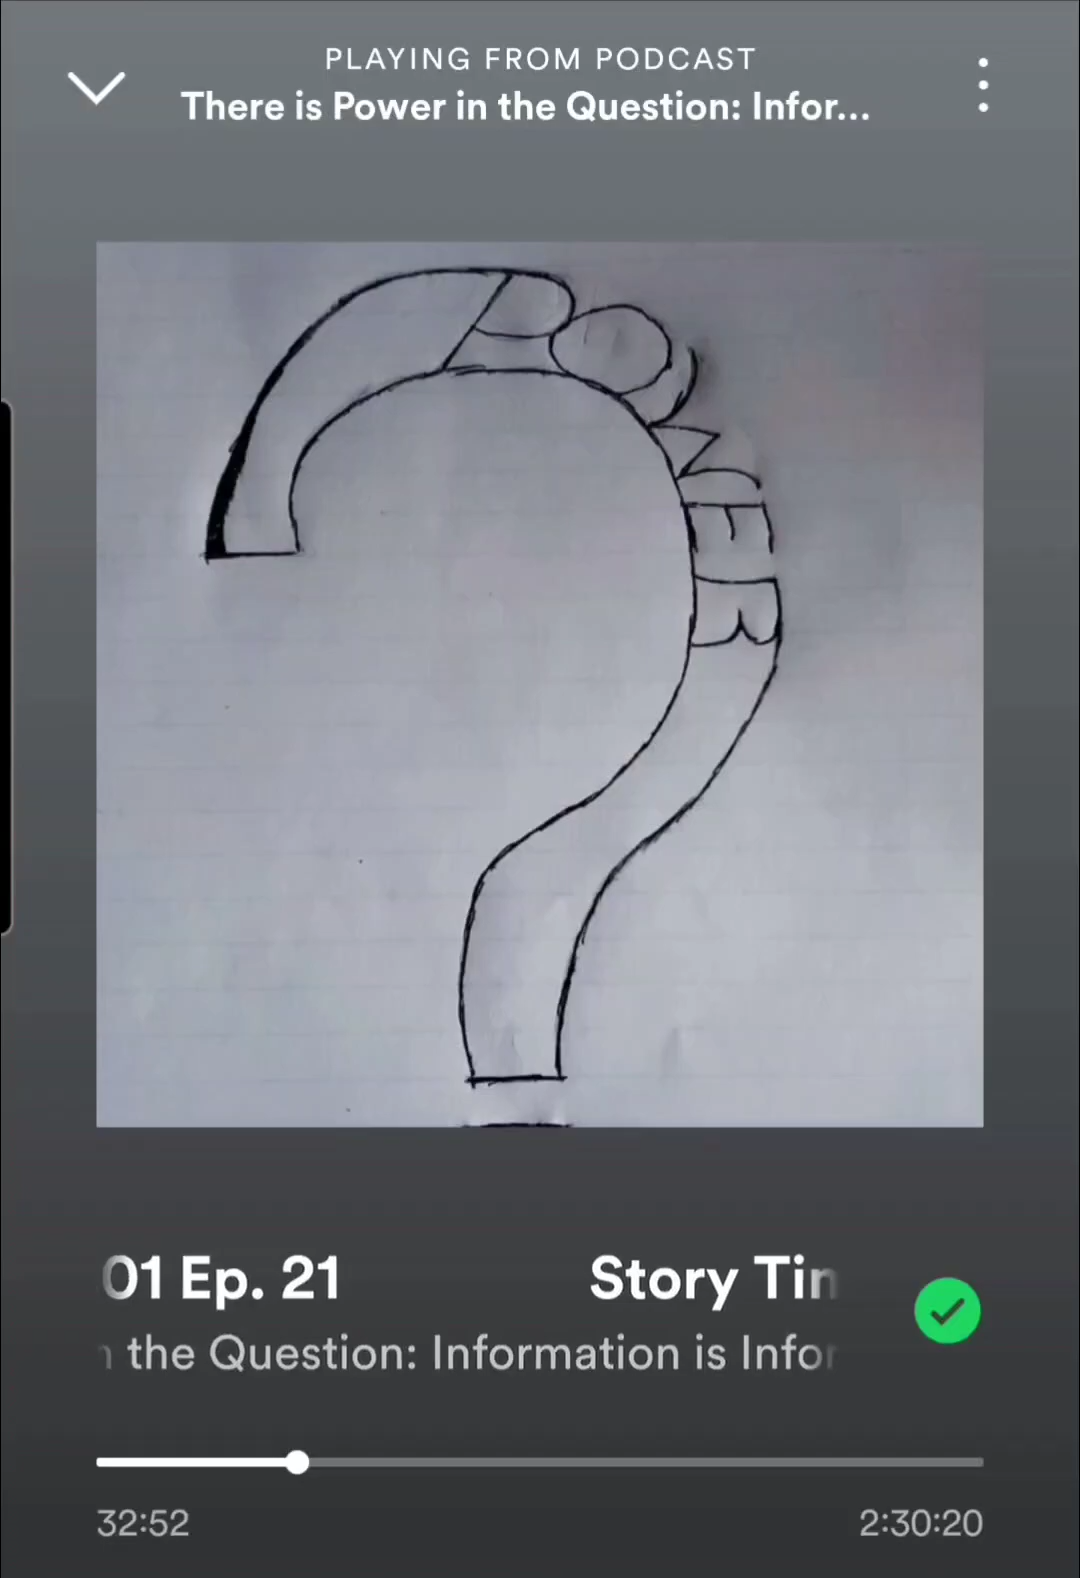 PLAYING FROM PODCAST
There is Power in the Question: Infor...
POWER
01 Ep. 21 Story Tim
the Question: Information is Infor
32:52
2:30:20